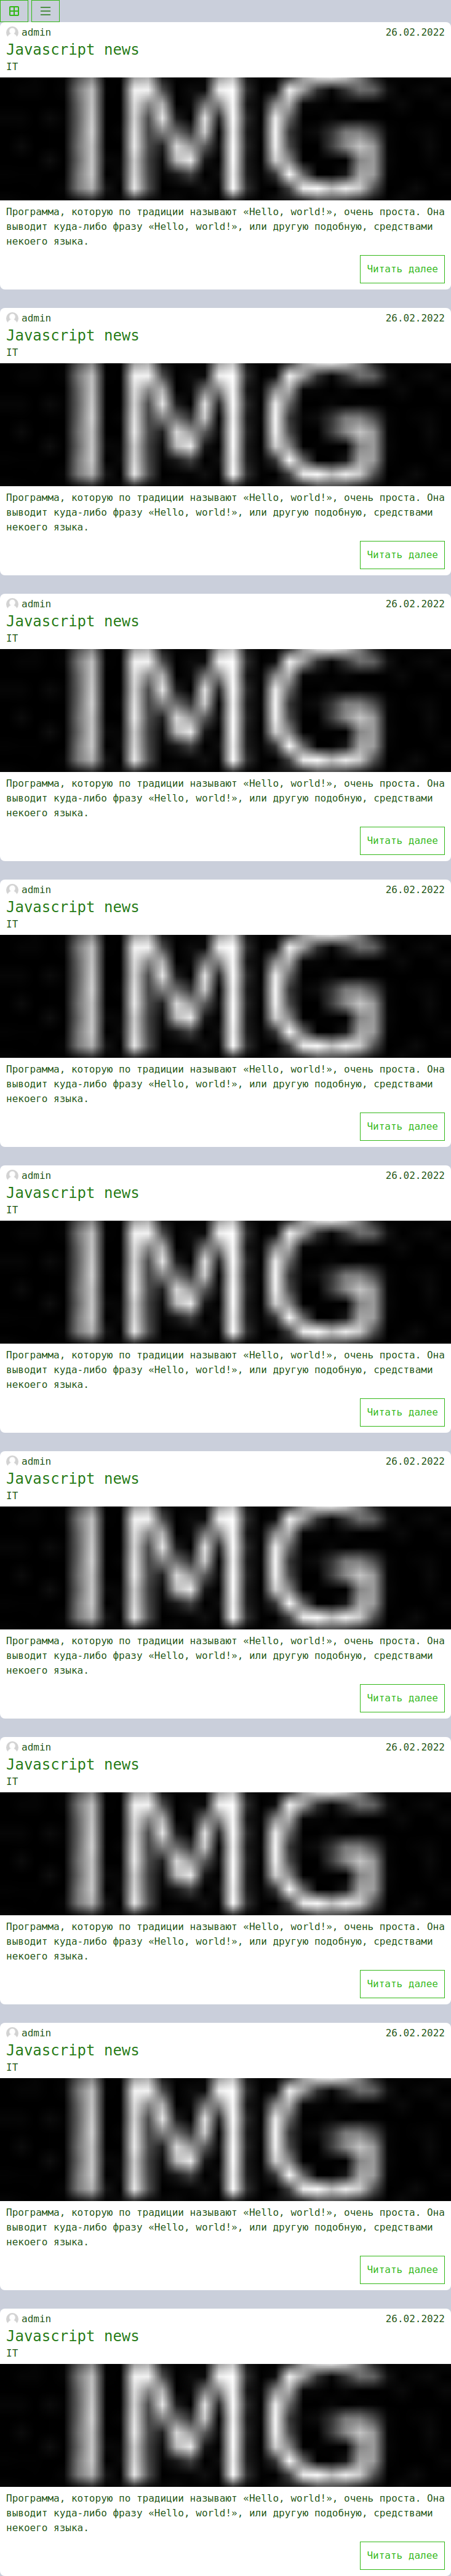 admin 26.02.2022
Javascript news
IT
IMG
Программа, которую по традиции называют «Hello, world!», очень проста. Она
выводит куда-либо фразу «Hello, world!», или другую подобную, средствами
некоего языка.
Читать далее
admin 26.02.2022
Javascript news
IT
IMG
Программа, которую по традиции называют «Hello, world!», очень проста. Она
выводит куда-либо фразу «Hello, world!», или другую подобную, средствами
некоего языка.
Читать далее
admin 26.02.2022
Javascript news
IT
IMG
Программа, которую по традиции называют «Hello, world!», очень проста. Она
выводит куда-либо фразу «Hello, world!», или другую подобную, средствами
некоего языка.
Читать далее
admin 26.02.2022
Javascript news
IT
IMG
Программа, которую по традиции называют «Hello, world!», очень проста. Она
выводит куда-либо фразу «Hello, world!», или другую подобную, средствами
некоего языка.
Читать далее
admin 26.02.2022
Javascript news
IT
IMG
Программа, которую по традиции называют «Hello, world!», очень проста. Она
выводит куда-либо фразу «Hello, world!», или другую подобную, средствами
некоего языка.
Читать далее
admin 26.02.2022
Javascript news
IT
IMG
Программа, которую по традиции называют «Hello, world!», очень проста. Она
выводит куда-либо фразу «Hello, world!», или другую подобную, средствами
некоего языка.
Читать далее
admin 26.02.2022
Javascript news
IT
IMG
Программа, которую по традиции называют «Hello, world!», очень проста. Она
выводит куда-либо фразу «Hello, world!», или другую подобную, средствами
некоего языка.
Читать далее
admin 26.02.2022
Javascript news
IT
IMG
Программа, которую по традиции называют «Hello, world!», очень проста. Она
выводит куда-либо фразу «Hello, world!», или другую подобную, средствами
некоего языка.
Читать далее
admin 26.02.2022
Javascript news
IT
IMG
Программа, которую по традиции называют «Hello, world!», очень проста. Она
выводит куда-либо фразу «Hello, world!», или другую подобную, средствами
некоего языка.
Читать далее